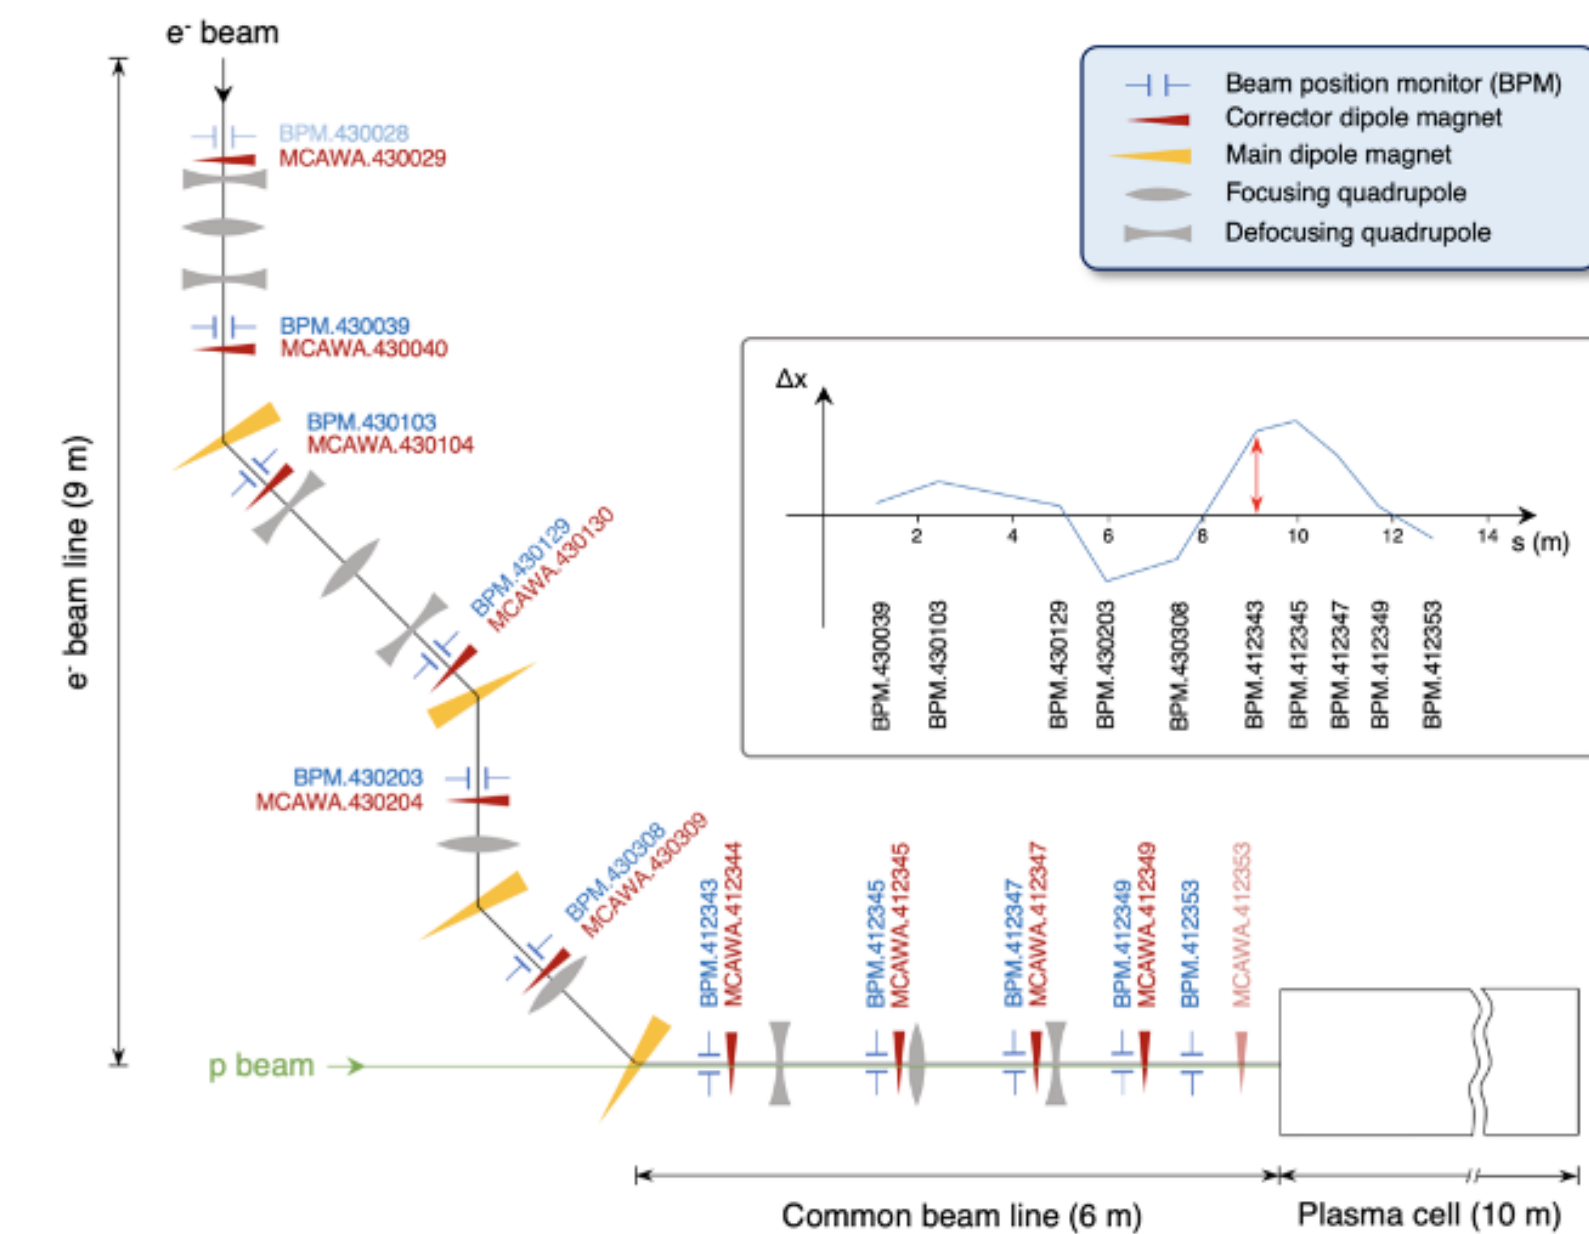 e⁻ beam
BPM.430028
MCAWA.430029
BPM.430039
MCAWA.430040
BPM.430103
MCAWA.430104
BPM.430129
MCAWA.430130
BPM.430203
MCAWA.430204
BPM.430308
MCAWA.430309
BPM.412343
MCAWA.412344
BPM.412345
MCAWA.412345
BPM.412347
MCAWA.412347
BPM.412349
MCAWA.412349
BPM.412353
MCAWA.412353
e⁻ beam line (9 m)
p beam
Common beam line (6 m)
Plasma cell (10 m)
Beam position monitor (BPM)
Corrector dipole magnet
Main dipole magnet
Focusing quadrupole
Defocusing quadrupole
Δx
2 4 6 8 10 12 14 s (m)
BPM.430039
BPM.430103
BPM.430129
BPM.430203
BPM.430308
BPM.412343
BPM.412345
BPM.412347
BPM.412349
BPM.412353